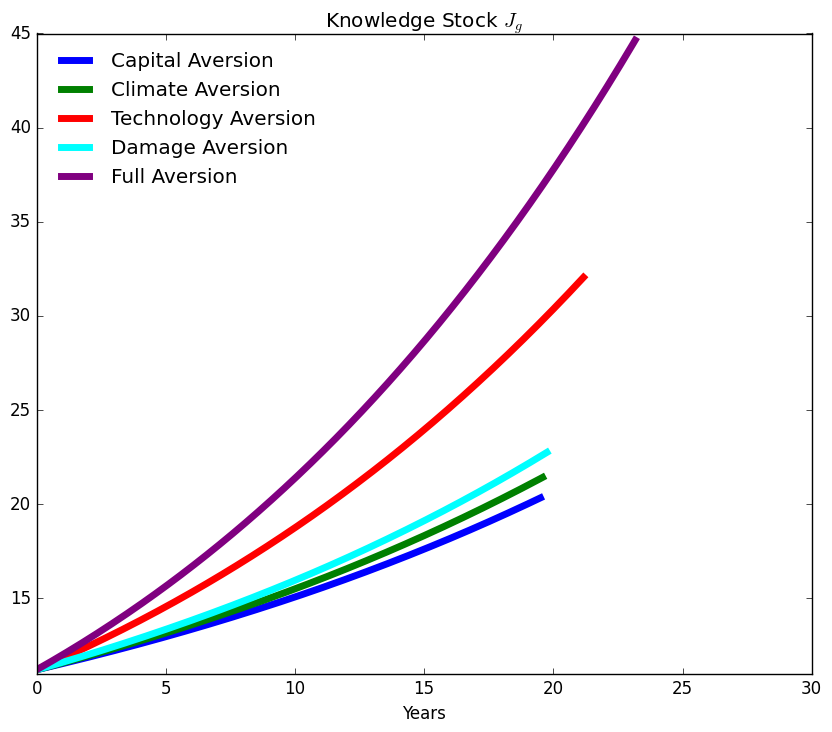 Knowledge Stock J_g
45
40
35
30
25
20
15
Capital Aversion
Climate Aversion
Technology Aversion
Damage Aversion
Full Aversion
0 5 10 15 20 25 30
Years